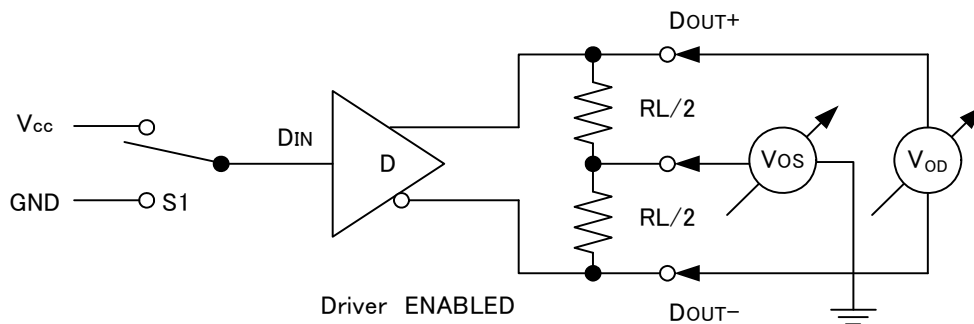 DOUT+
Vcc
DIN
RL/2
D
VOS
VOD
GND
S1
RL/2
Driver ENABLED
DOUT−